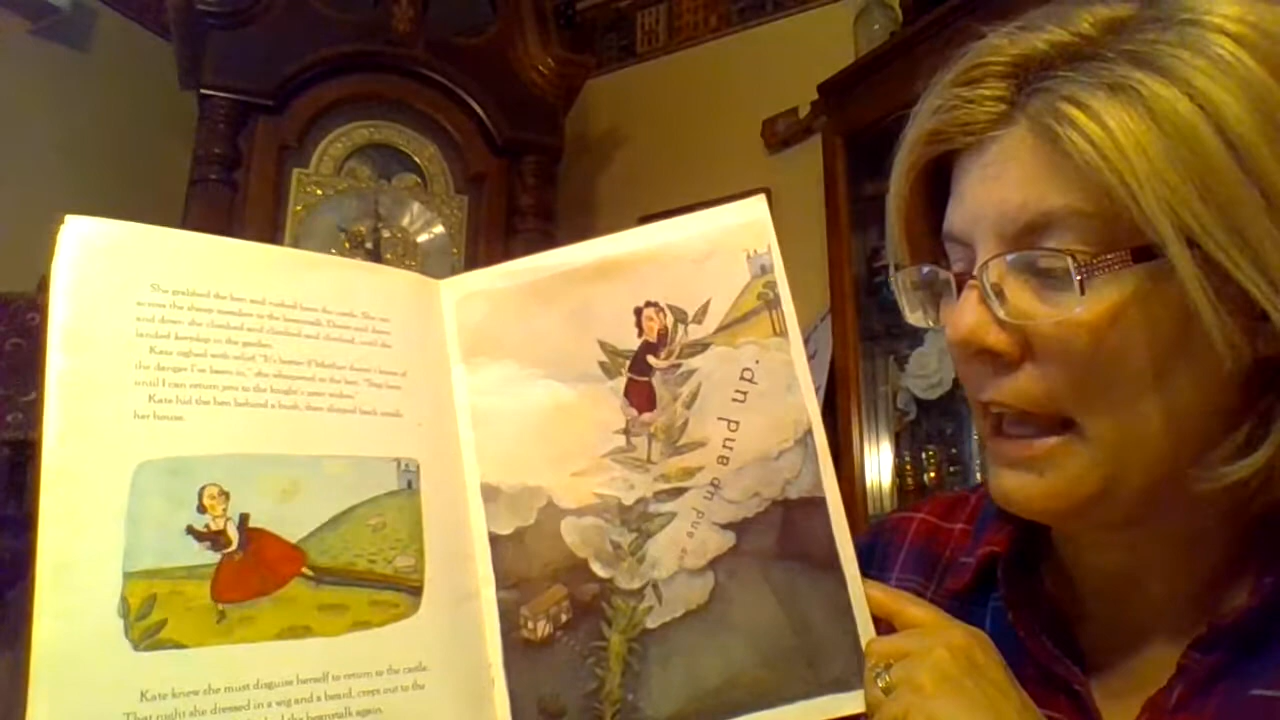 She grabbed the hen and rushed from the castle. She ran
across the sheep meadow to the beanstalk. Down and down
and down she climbed and climbed and climbed, until she
landed kerplop in the garden.
Kate sighed with relief. "It's better if Mother doesn't know of
the danger I've been in," she whispered to the hen. "Stay here
until I can return you to the knight's poor widow."
Kate hid the hen behind a bush, then slipped back inside
her house.
Kate knew she must disguise herself to return to the castle.
That night she dressed in a wig and a beard, crept out to the
the beanstalk again,
and up and up.